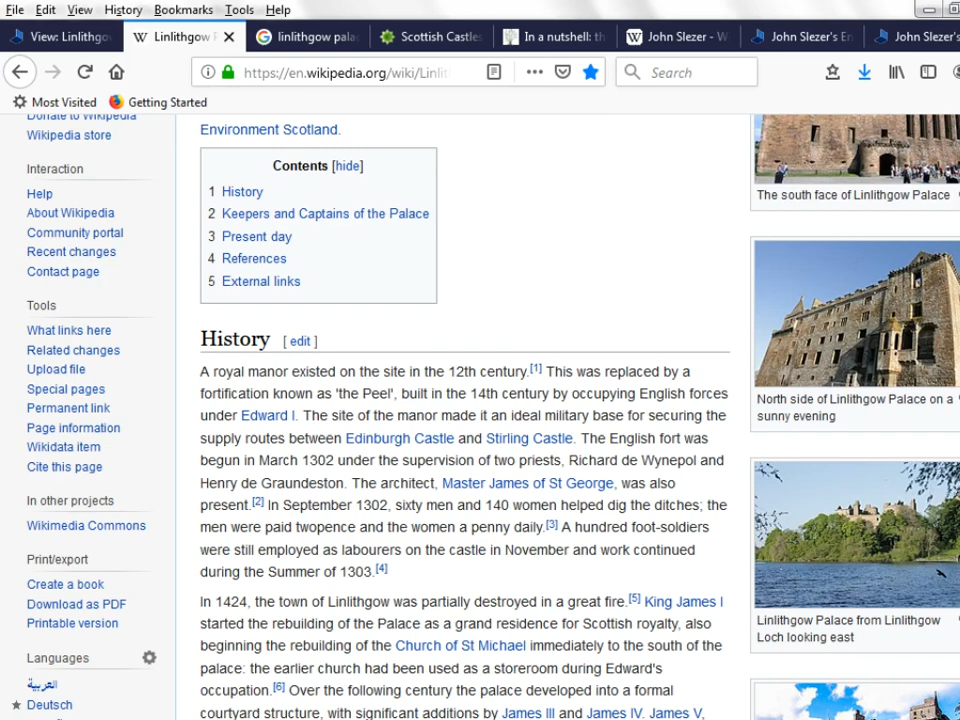 File Edit View History Bookmarks Tools Help
View: Linlithgo
Linlithgow
linlithgow pala
Scottish Castles
In a nutshell: th
John Slezer - W
John Slezer's En
John Slezer's
https://en.wikipedia.org/wiki/Linlit
Search
Most Visited Getting Started
Donate to Wikipedia
Wikipedia store
Interaction
Help
About Wikipedia
Community portal
Recent changes
Contact page
Tools
What links here
Related changes
Upload file
Special pages
Permanent link
Page information
Wikidata item
Cite this page
In other projects
Wikimedia Commons
Print/export
Create a book
Download as PDF
Printable version
Languages
العربية
Deutsch
Environment Scotland.
Contents [hide]
1 History
2 Keepers and Captains of the Palace
3 Present day
4 References
5 External links
History [ edit ]
A royal manor existed on the site in the 12th century.[1] This was replaced by a
fortification known as 'the Peel', built in the 14th century by occupying English forces
under Edward I. The site of the manor made it an ideal military base for securing the
supply routes between Edinburgh Castle and Stirling Castle. The English fort was
begun in March 1302 under the supervision of two priests, Richard de Wynepol and
Henry de Graundeston. The architect, Master James of St George, was also
present.[2] In September 1302, sixty men and 140 women helped dig the ditches; the
men were paid twopence and the women a penny daily.[3] A hundred foot-soldiers
were still employed as labourers on the castle in November and work continued
during the Summer of 1303.[4]
In 1424, the town of Linlithgow was partially destroyed in a great fire.[5] King James I
started the rebuilding of the Palace as a grand residence for Scottish royalty, also
beginning the rebuilding of the Church of St Michael immediately to the south of the
palace: the earlier church had been used as a storeroom during Edward's
occupation.[6] Over the following century the palace developed into a formal
courtyard structure, with significant additions by James III and James IV. James V,
The south face of Linlithgow Palace
North side of Linlithgow Palace on a
sunny evening
Linlithgow Palace from Linlithgow
Loch looking east